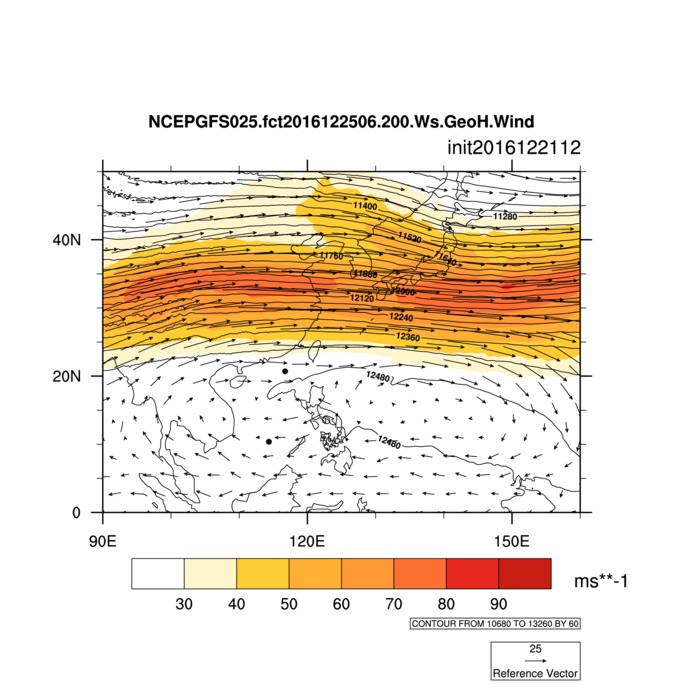 NCEPGFS025.fct2016122506.200.Ws.GeoH.Wind
init2016122112
11400
11280
40N
11520
11760
11640
11880
12000
12120
12240
12360
20N
12480
12480
0
90E 120E 150E
ms**-1
30 40 50 60 70 80 90
CONTOUR FROM 10680 TO 13260 BY 60
25
Reference Vector